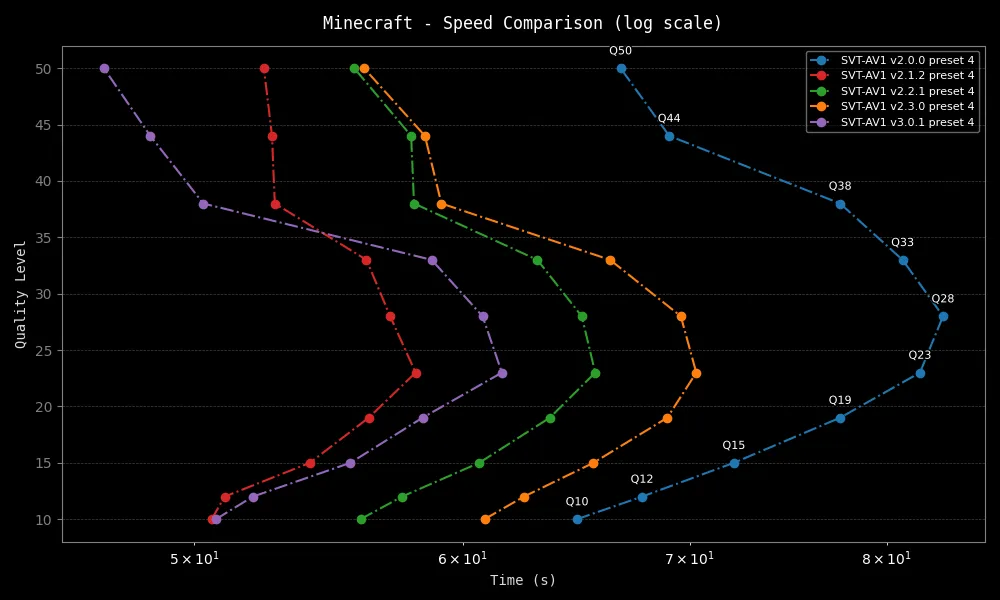 Minecraft - Speed Comparison (log scale)
SVT-AV1 v2.0.0 preset 4
SVT-AV1 v2.1.2 preset 4
SVT-AV1 v2.2.1 preset 4
SVT-AV1 v2.3.0 preset 4
SVT-AV1 v3.0.1 preset 4
Quality Level
50
45
40
35
30
25
20
15
10
Q50
Q44
Q38
Q33
Q28
Q23
Q19
Q15
Q12
Q10
5 × 10¹
6 × 10¹
7 × 10¹
8 × 10¹
Time (s)